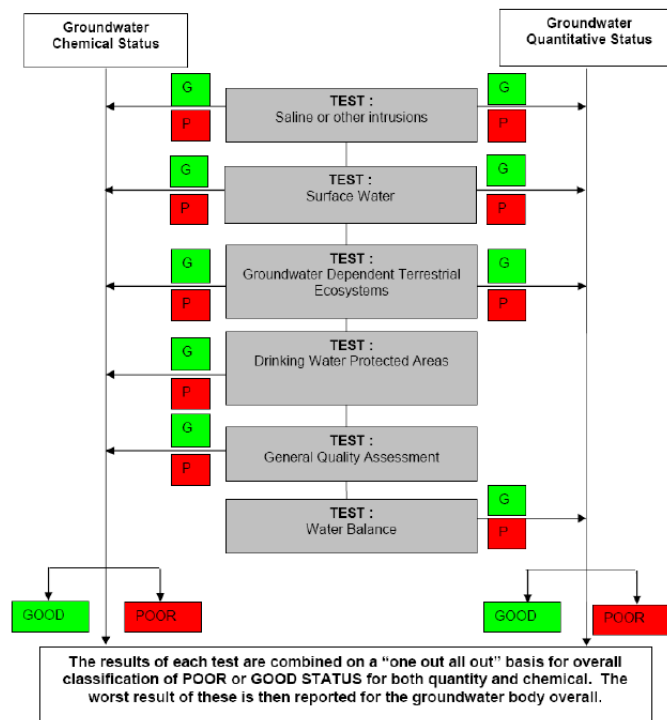 Groundwater
Chemical Status
Groundwater
Quantitative Status
G
P
TEST :
Saline or other intrusions
G
P
G
P
TEST :
Surface Water
G
P
G
P
TEST :
Groundwater Dependent Terrestrial
Ecosystems
G
P
G
P
TEST :
Drinking Water Protected Areas
G
P
TEST :
General Quality Assessment
TEST :
Water Balance
G
P
GOOD
POOR
GOOD
POOR
The results of each test are combined on a “one out all out” basis for overall
classification of POOR or GOOD STATUS for both quantity and chemical. The
worst result of these is then reported for the groundwater body overall.